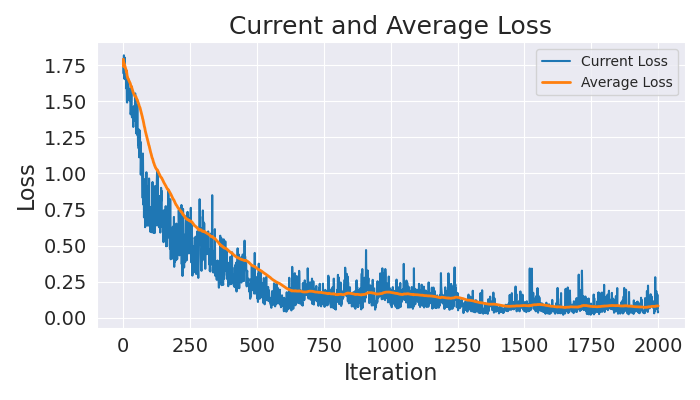 Current and Average Loss
Current Loss
Average Loss
1.75
1.50
1.25
1.00
0.75
0.50
0.25
0.00
Loss
0 250 500 750 1000 1250 1500 1750 2000
Iteration